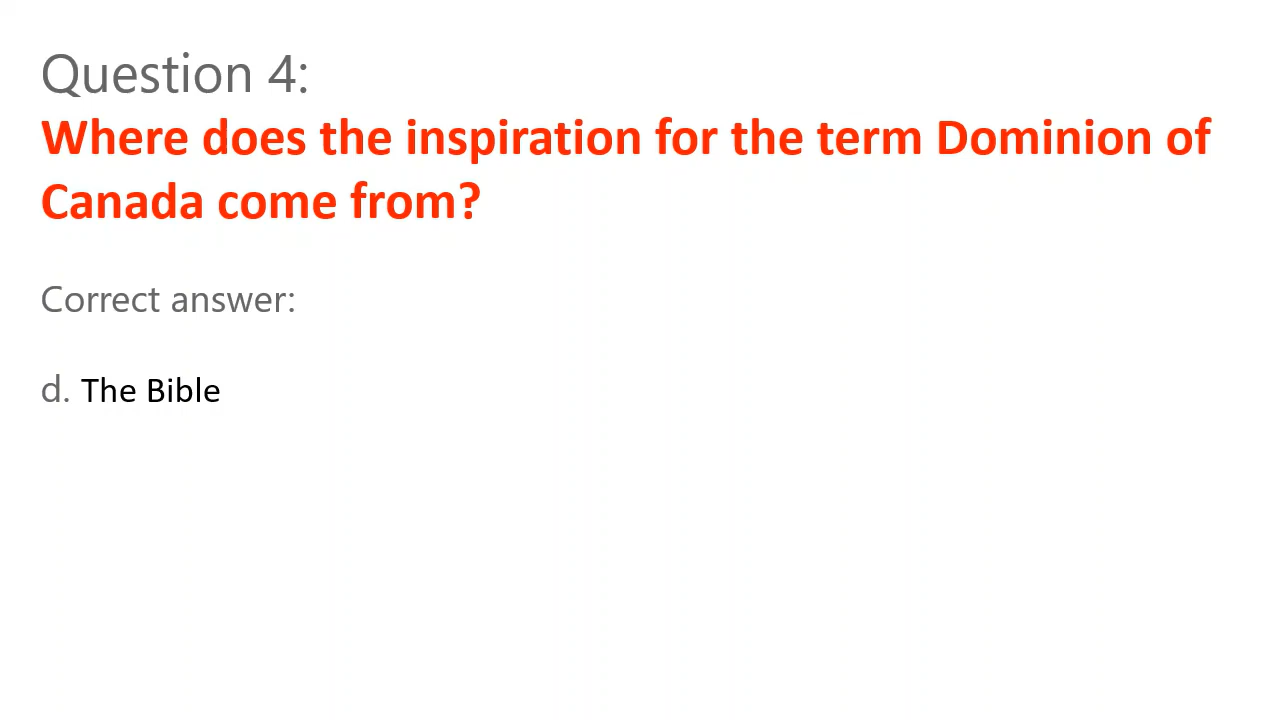 Question 4:
Where does the inspiration for the term Dominion of
Canada come from?
Correct answer:
d. The Bible